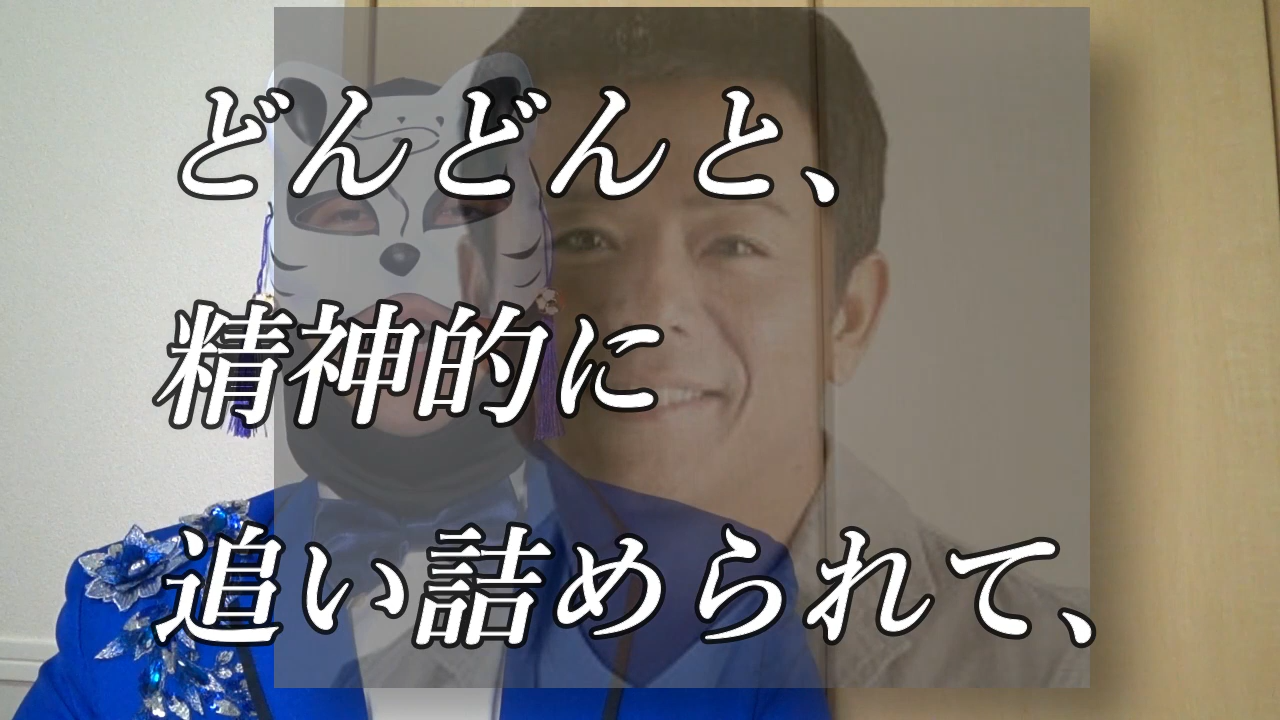 どんどんと、
精神的に
追い詰められて、